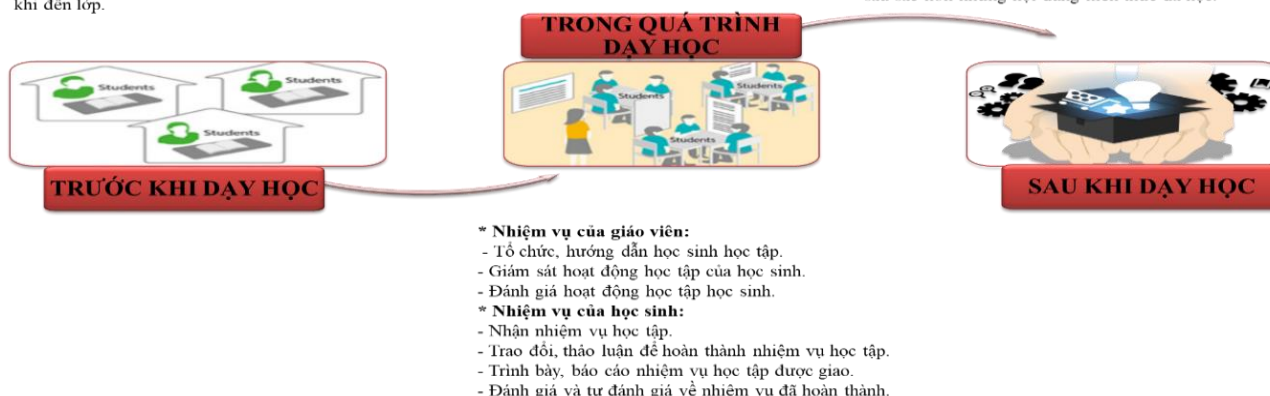 khi đến lớp.
TRONG QUÁ TRÌNH
DẠY HỌC
Students
Students
Students
Students
Students
Students
TRƯỚC KHI DẠY HỌC
SAU KHI DẠY HỌC
* Nhiệm vụ của giáo viên:
- Tổ chức, hướng dẫn học sinh học tập.
- Giám sát hoạt động học tập của học sinh.
- Đánh giá hoạt động học tập học sinh.
* Nhiệm vụ của học sinh:
- Nhận nhiệm vụ học tập.
- Trao đổi, thảo luận để hoàn thành nhiệm vụ học tập.
- Trình bày, báo cáo nhiệm vụ học tập được giao.
- Đánh giá và tự đánh giá về nhiệm vụ đã hoàn thành.